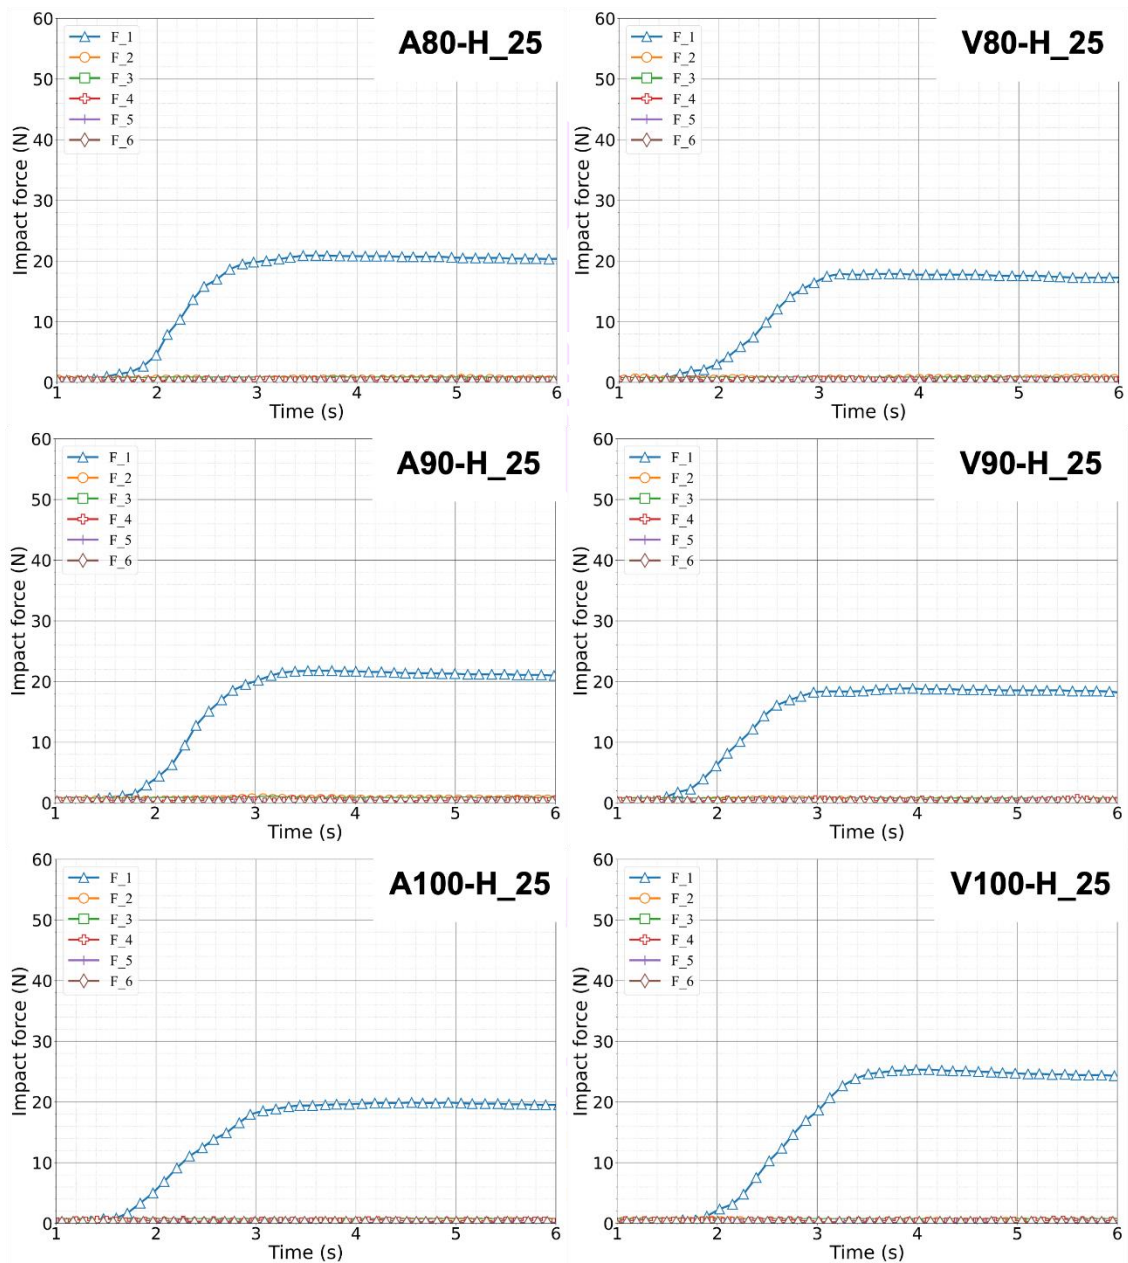 A80-H_25
Impact force (N)
60
50
40
30
20
10
0
F_1
F_2
F_3
F_4
F_5
F_6
1 2 3 4 5 6
Time (s)
V80-H_25
Impact force (N)
60
50
40
30
20
10
0
F_1
F_2
F_3
F_4
F_5
F_6
1 2 3 4 5 6
Time (s)
A90-H_25
Impact force (N)
60
50
40
30
20
10
0
F_1
F_2
F_3
F_4
F_5
F_6
1 2 3 4 5 6
Time (s)
V90-H_25
Impact force (N)
60
50
40
30
20
10
0
F_1
F_2
F_3
F_4
F_5
F_6
1 2 3 4 5 6
Time (s)
A100-H_25
Impact force (N)
60
50
40
30
20
10
0
F_1
F_2
F_3
F_4
F_5
F_6
1 2 3 4 5 6
Time (s)
V100-H_25
Impact force (N)
60
50
40
30
20
10
0
F_1
F_2
F_3
F_4
F_5
F_6
1 2 3 4 5 6
Time (s)